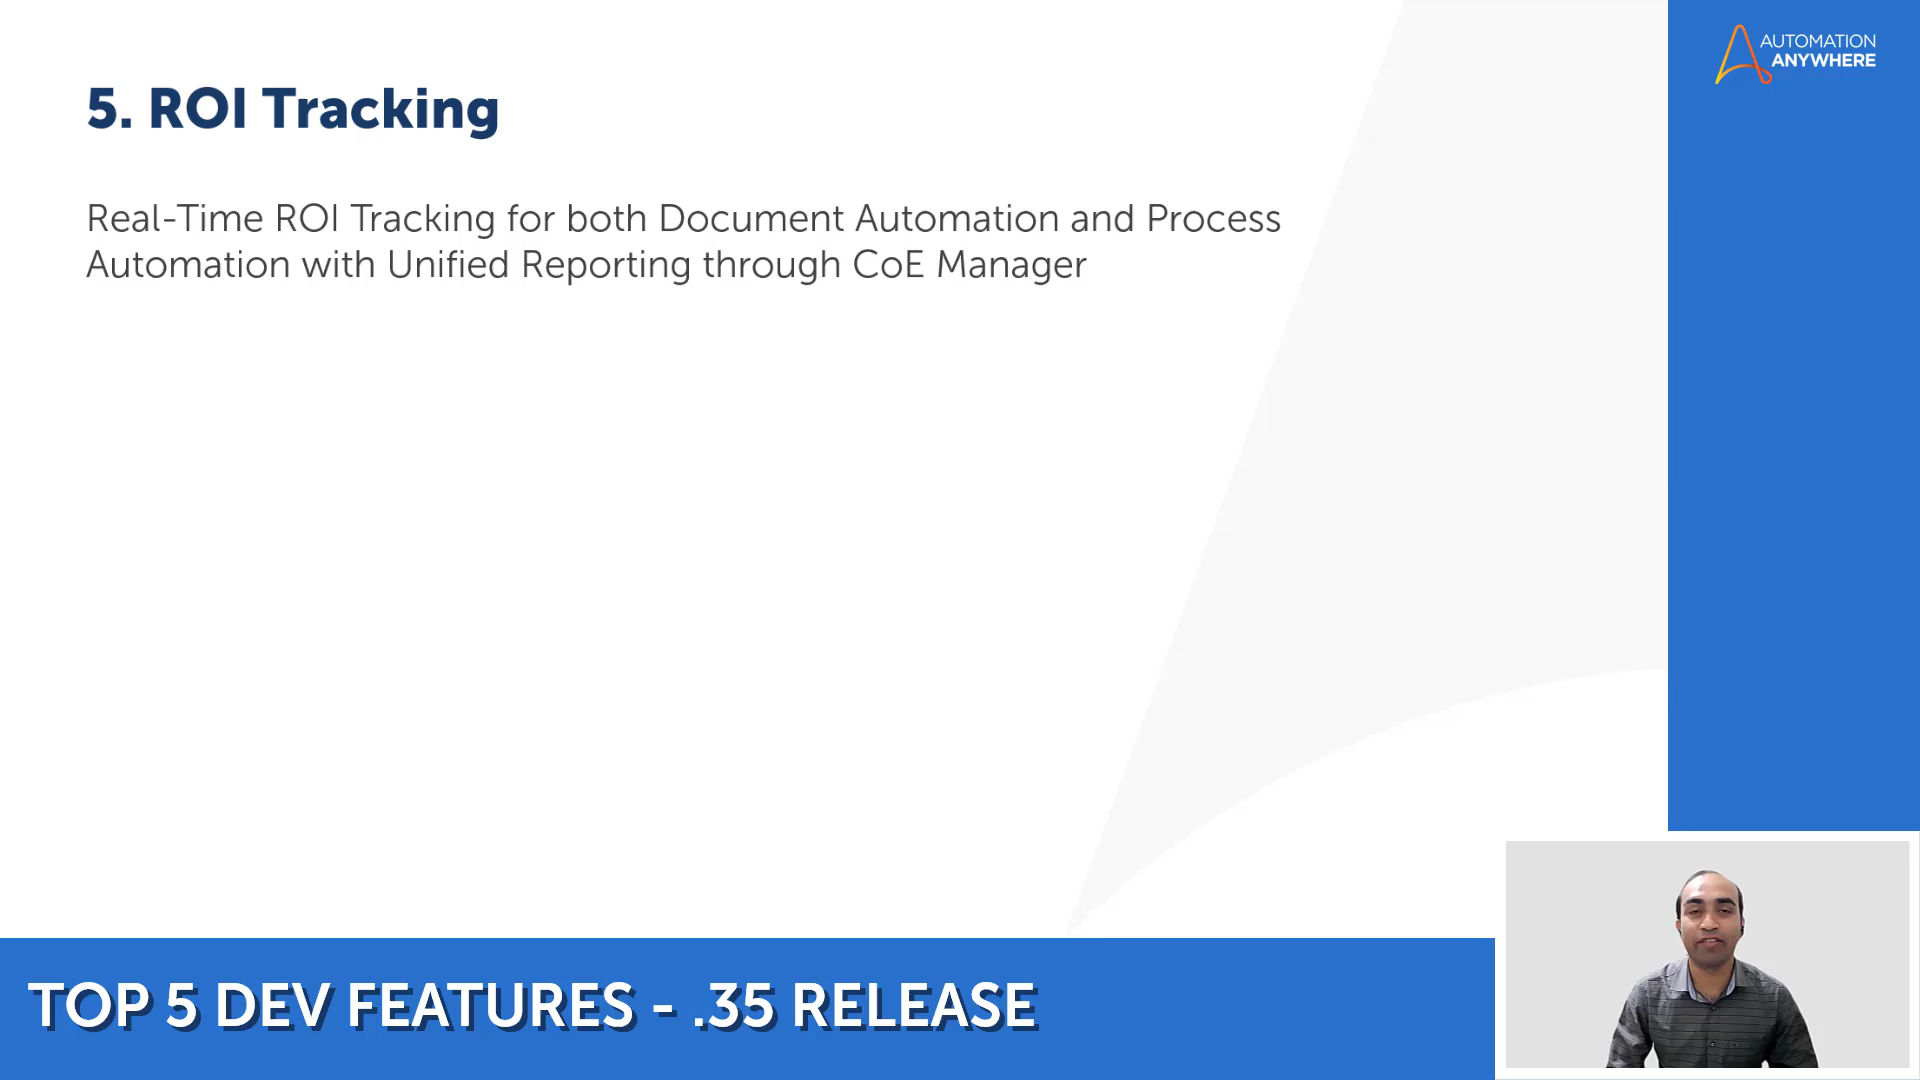 AUTOMATION
ANYWHERE
5. ROI Tracking
Real-Time ROI Tracking for both Document Automation and Process
Automation with Unified Reporting through CoE Manager
TOP 5 DEV FEATURES - .35 RELEASE